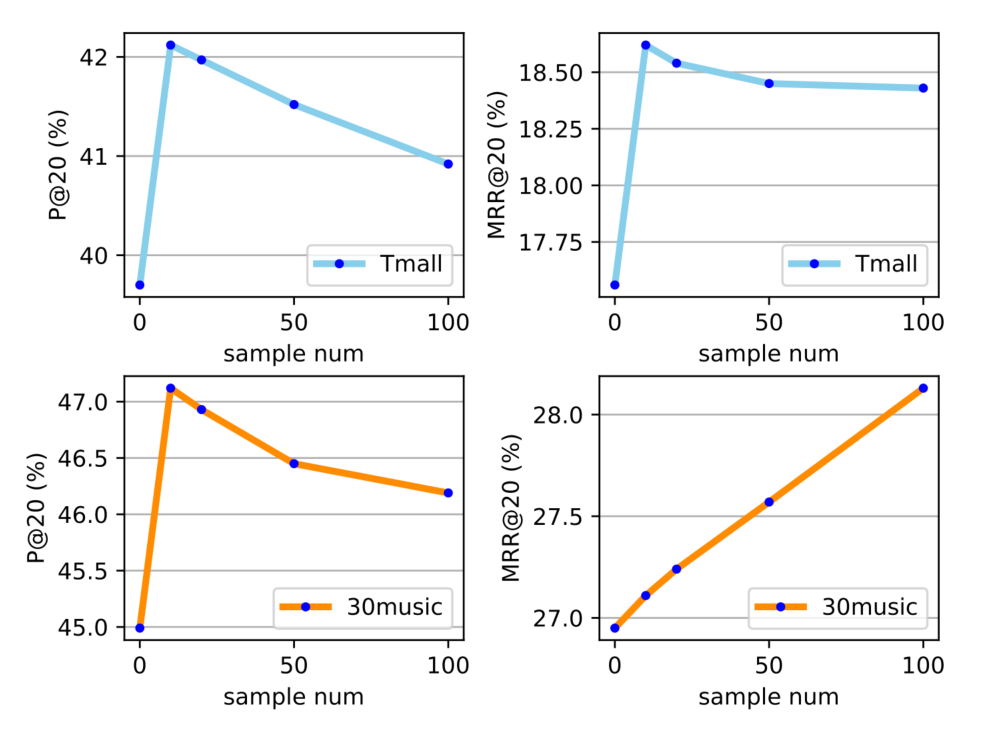 P@20 (%)
42
41
40
0
50
100
sample num
Tmall
MRR@20 (%)
18.50
18.25
18.00
17.75
0
50
100
sample num
Tmall
P@20 (%)
47.0
46.5
46.0
45.5
45.0
0
50
100
sample num
30music
MRR@20 (%)
28.0
27.5
27.0
0
50
100
sample num
30music